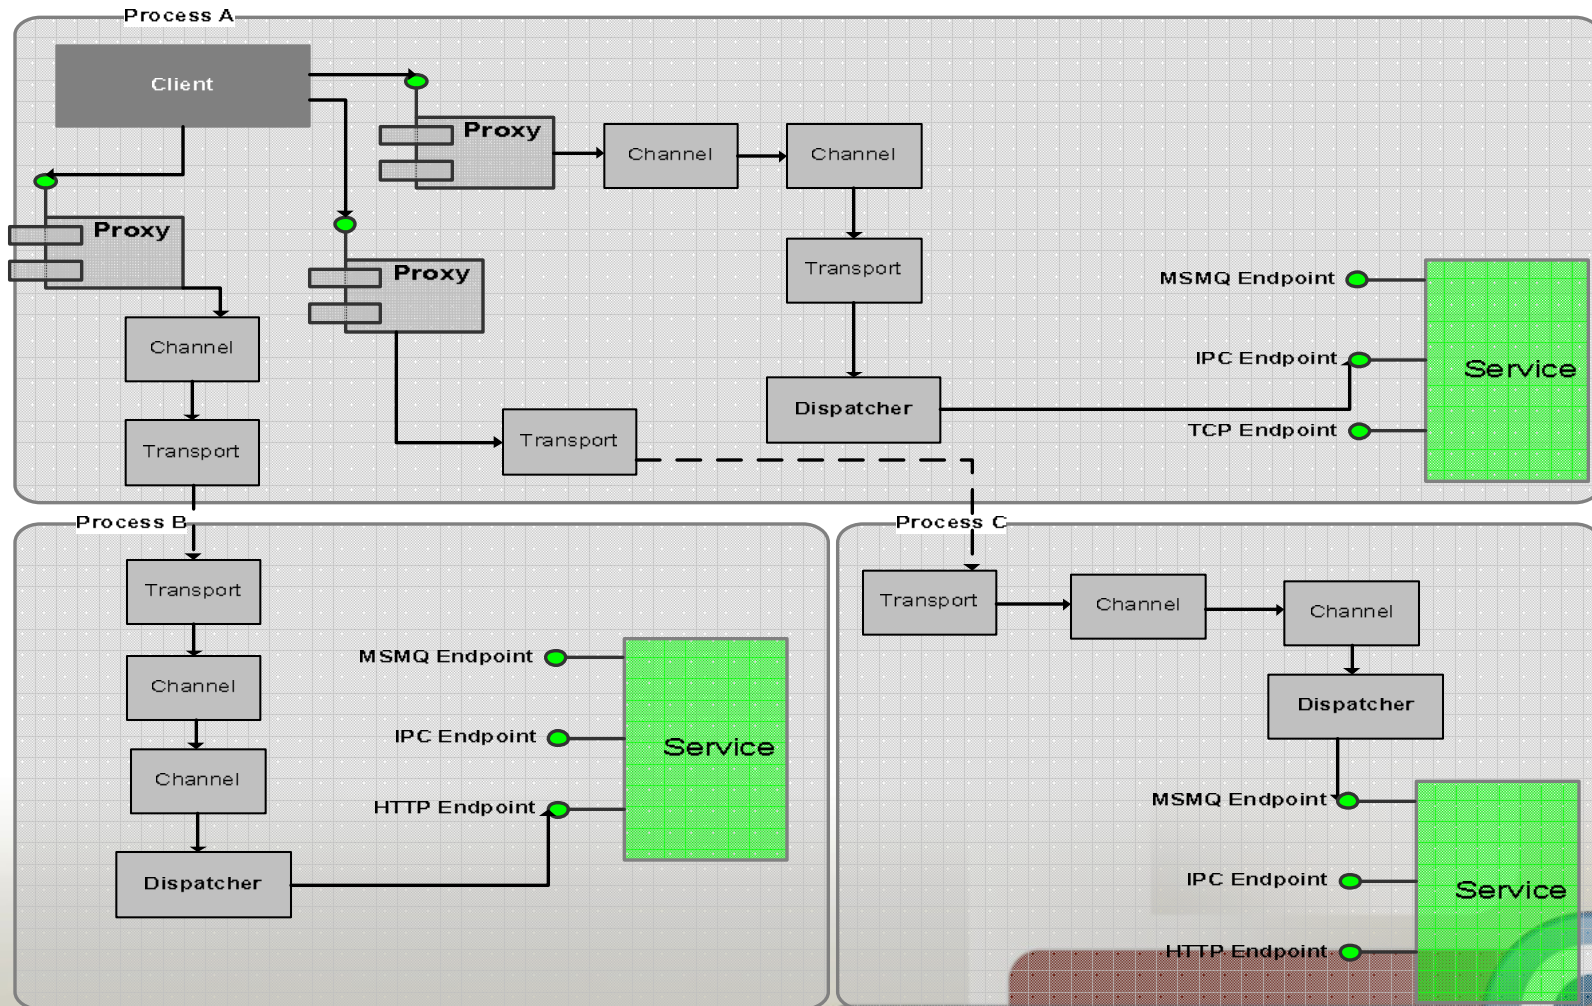 Process A
Client
Proxy
Channel
Channel
Proxy
Proxy
Transport
MSMQ Endpoint
Channel
IPC Endpoint
Service
Dispatcher
TCP Endpoint
Transport
Transport
Process B
Transport
Channel
MSMQ Endpoint
IPC Endpoint
Service
Channel
HTTP Endpoint
Dispatcher
Process C
Transport
Channel
Channel
Dispatcher
MSMQ Endpoint
IPC Endpoint
Service
HTTP Endpoint